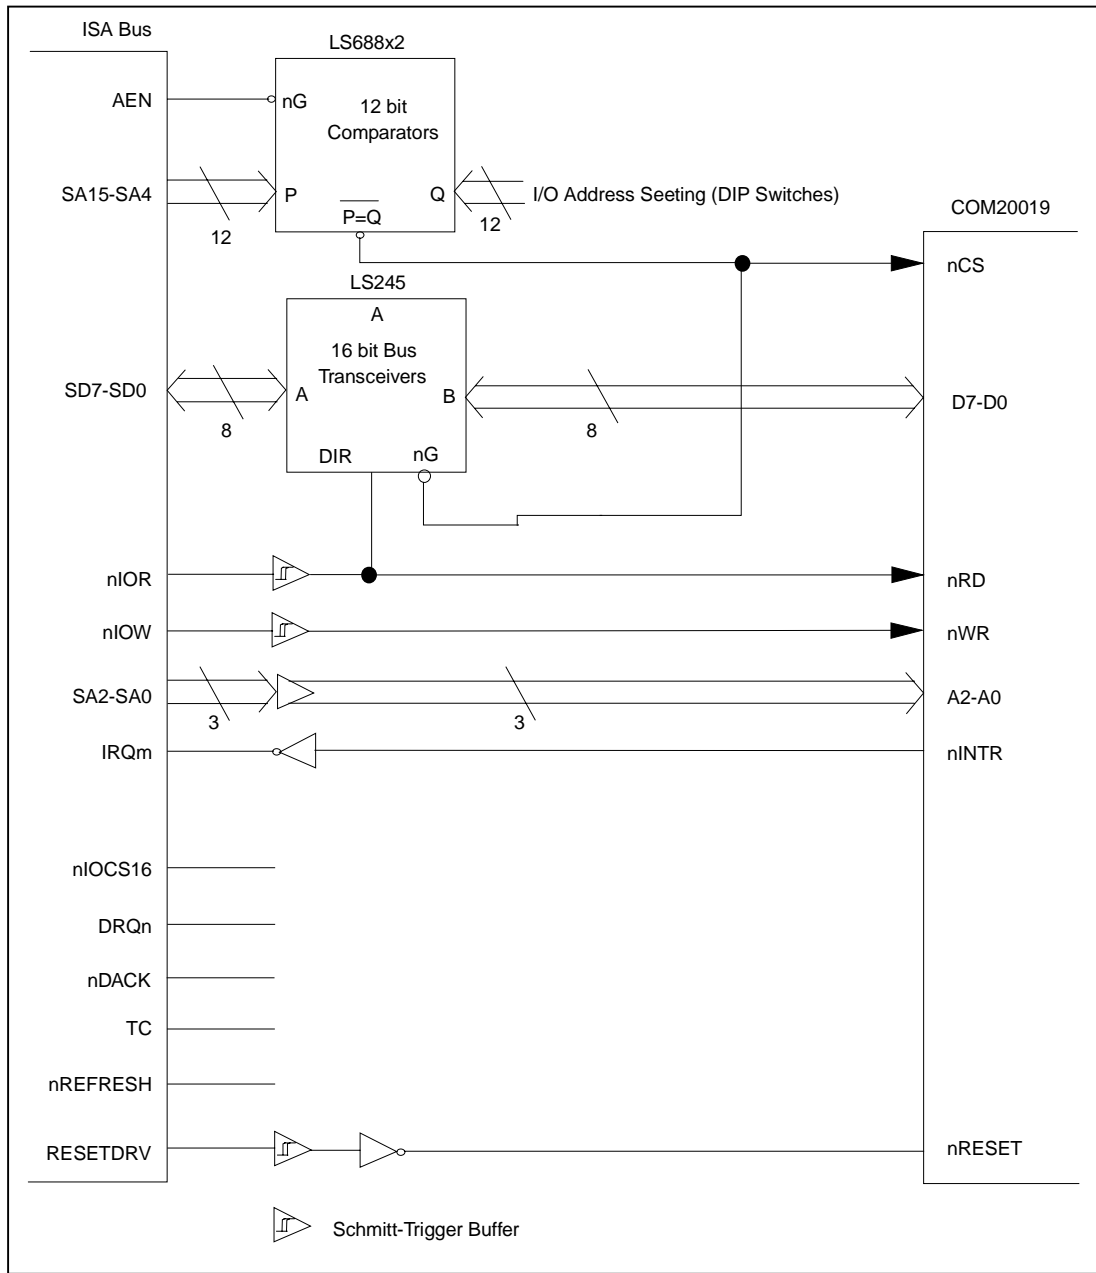 ISA Bus
LS688x2
AEN
nG
12 bit
Comparators
SA15-SA4
P
Q
P=Q
12
12
I/O Address Seeting (DIP Switches)
COM20019
nCS
LS245
A
16 bit Bus
Transceivers
SD7-SD0
A
B
8
8
D7-D0
DIR
nG
nIOR
nRD
nIOW
nWR
SA2-SA0
3
3
A2-A0
IRQm
nINTR
nIOCS16
DRQn
nDACK
TC
nREFRESH
RESETDRV
nRESET
Schmitt-Trigger Buffer